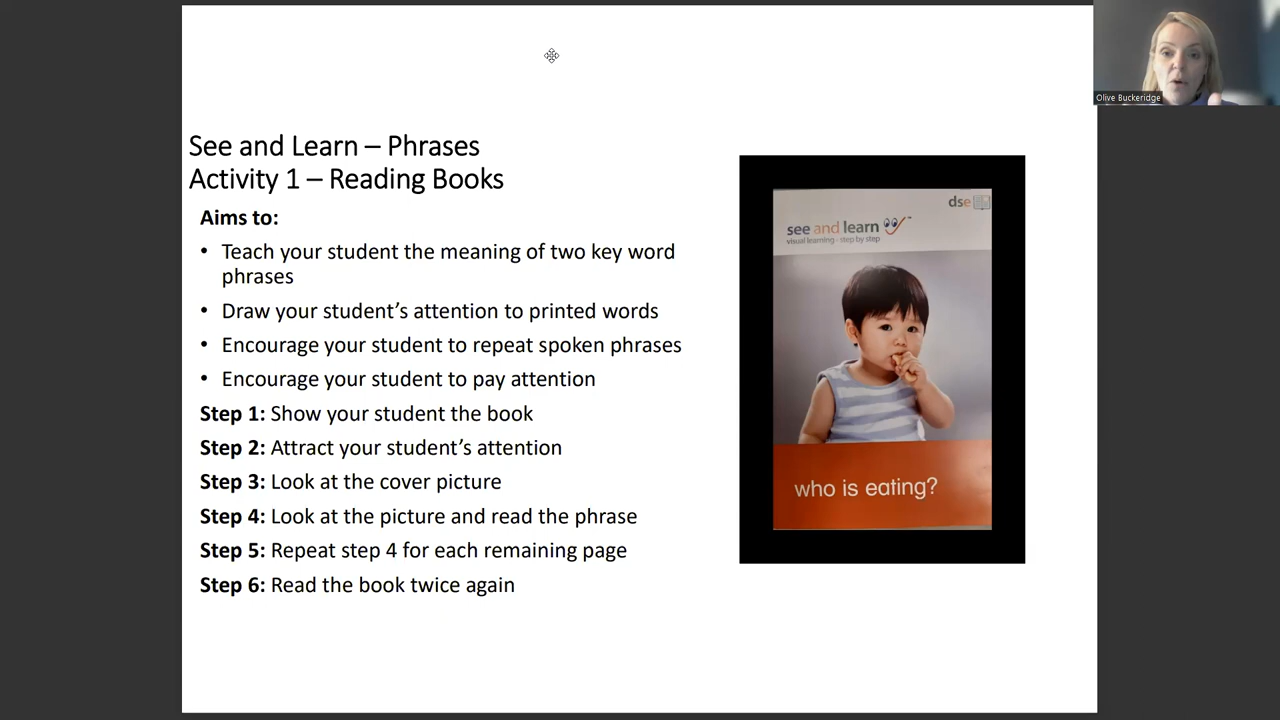 Olive Buckeridge
See and Learn – Phrases
Activity 1 – Reading Books
Aims to:
• Teach your student the meaning of two key word
phrases
• Draw your student’s attention to printed words
• Encourage your student to repeat spoken phrases
• Encourage your student to pay attention
Step 1: Show your student the book
Step 2: Attract your student’s attention
Step 3: Look at the cover picture
Step 4: Look at the picture and read the phrase
Step 5: Repeat step 4 for each remaining page
Step 6: Read the book twice again
dse
see and learn ™
visual learning - step by step
who is eating?